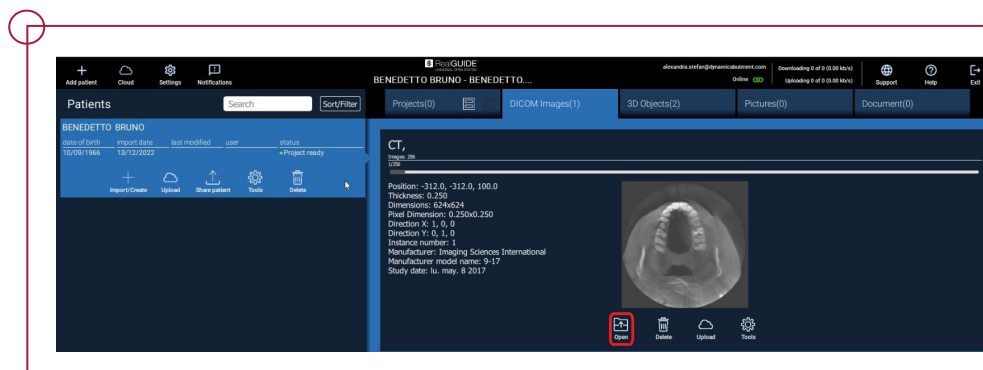 RealGUIDE
UNIVERSAL OPEN SYSTEM
Add patient Cloud Settings Notifications
BENEDETTO BRUNO - BENEDETTO....
alexandra.stefan@dynamicabutment.com
Online
Downloading 0 of 0 (0.00 kb/s)
Uploading 0 of 0 (0.00 kb/s)
Support Help Exit
Patients Search Sort/Filter
Projects(0) DICOM Images(1) 3D Objects(2) Pictures(0) Document(0)
BENEDETTO BRUNO
date of birth import date last modified user status
10/09/1966 13/12/2022 Project ready
Import/Create Upload Share patient Tools Delete
CT,
Images: 256
1/256
Position: -312.0, -312.0, 100.0
Thickness: 0.250
Dimensions: 624x624
Pixel Dimension: 0.250x0.250
Direction X: 1, 0, 0
Direction Y: 0, 1, 0
Instance number: 1
Manufacturer: Imaging Sciences International
Manufacturer model name: 9-17
Study date: lu. may. 8 2017
Open Delete Upload Tools